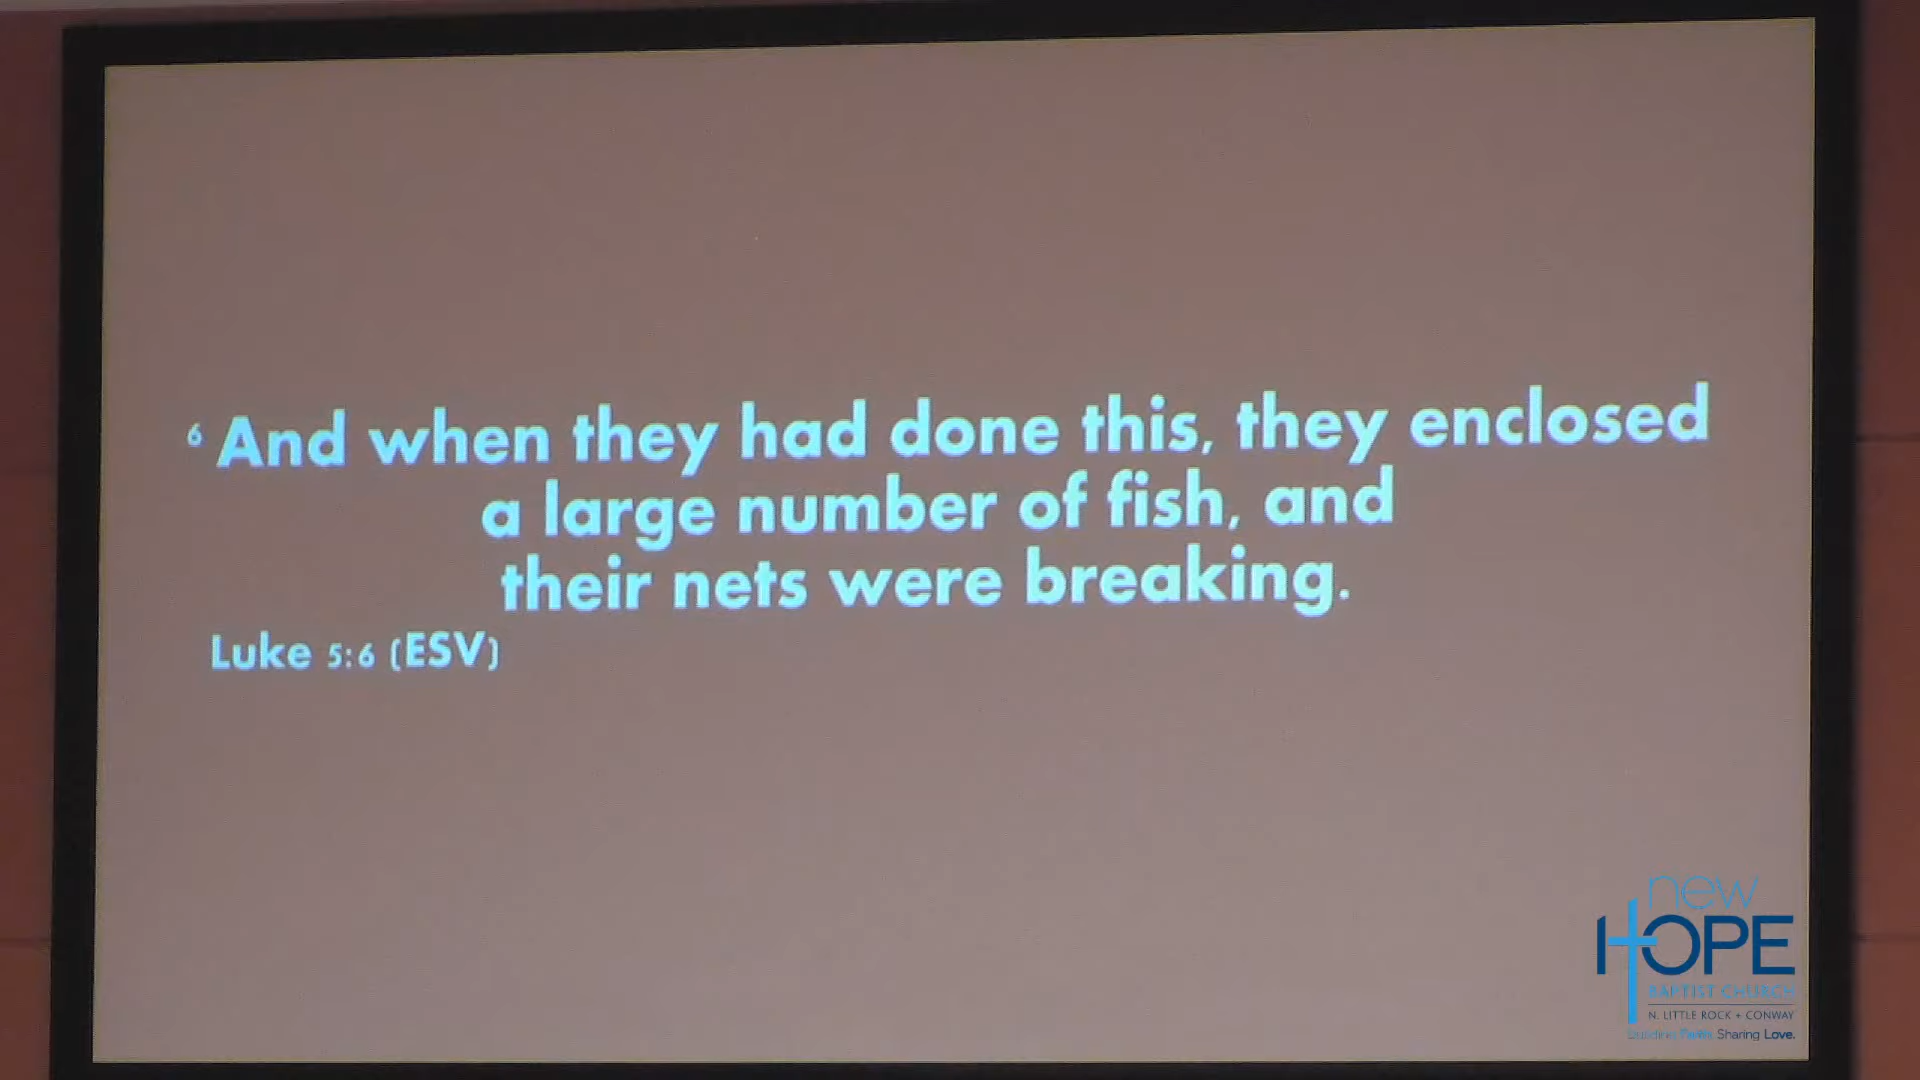 6 And when they had done this, they enclosed
a large number of fish, and
their nets were breaking.
Luke 5:6 (ESV)
new
HOPE
BAPTIST CHURCH
N. LITTLE ROCK + CONWAY
Sharing Love.